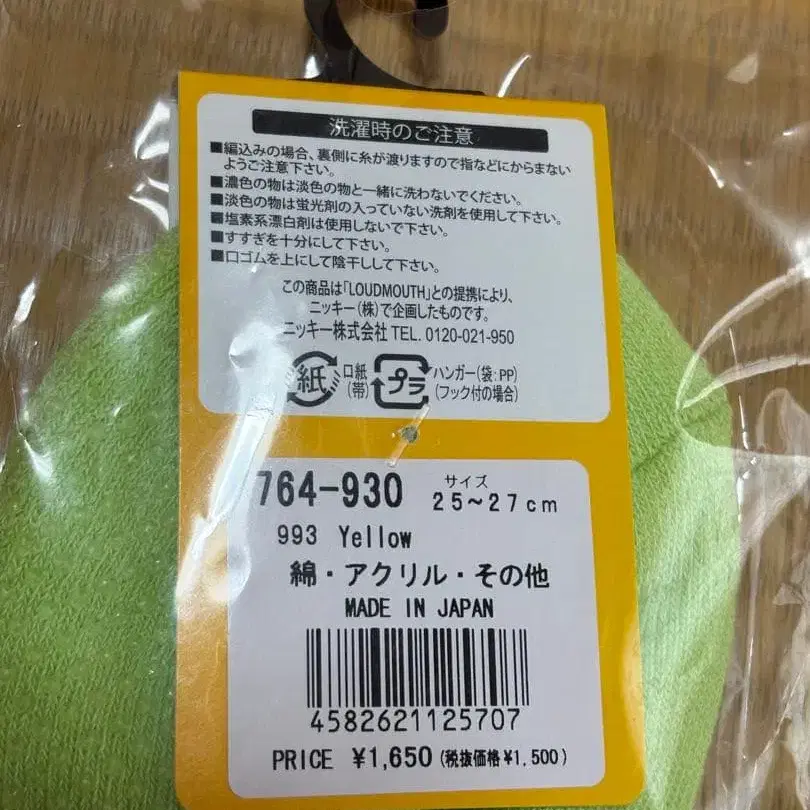 洗濯時のご注意
■編込みの場合、裏側に糸が渡りますので指などにからまない
ようご注意下さい。
■濃色の物は淡色の物と一緒に洗わないでください。
■淡色の物は蛍光剤の入っていない洗剤を使用して下さい。
■塩素系漂白剤は使用しないで下さい。
■すすぎを十分にして下さい。
■口ゴムを上にして陰干しして下さい。
この商品は「LOUDMOUTH」との提携により、
ニッキー(株)で企画したものです。
ニッキー株式会社 TEL. 0120-021-950
紙 口紙(帯) プラ ハンガー(袋:PP)(フック付の場合)
764-930 サイズ 25~27cm
993 Yellow
綿・アクリル・その他
MADE IN JAPAN
4582621125707
PRICE ¥1,650(税抜価格¥1,500)